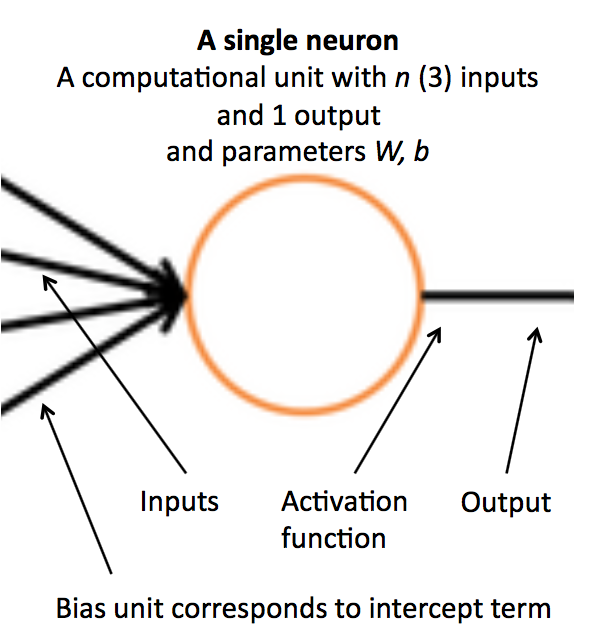 A single neuron
A computational unit with n (3) inputs
and 1 output
and parameters W, b
Inputs
Activation
function
Output
Bias unit corresponds to intercept term